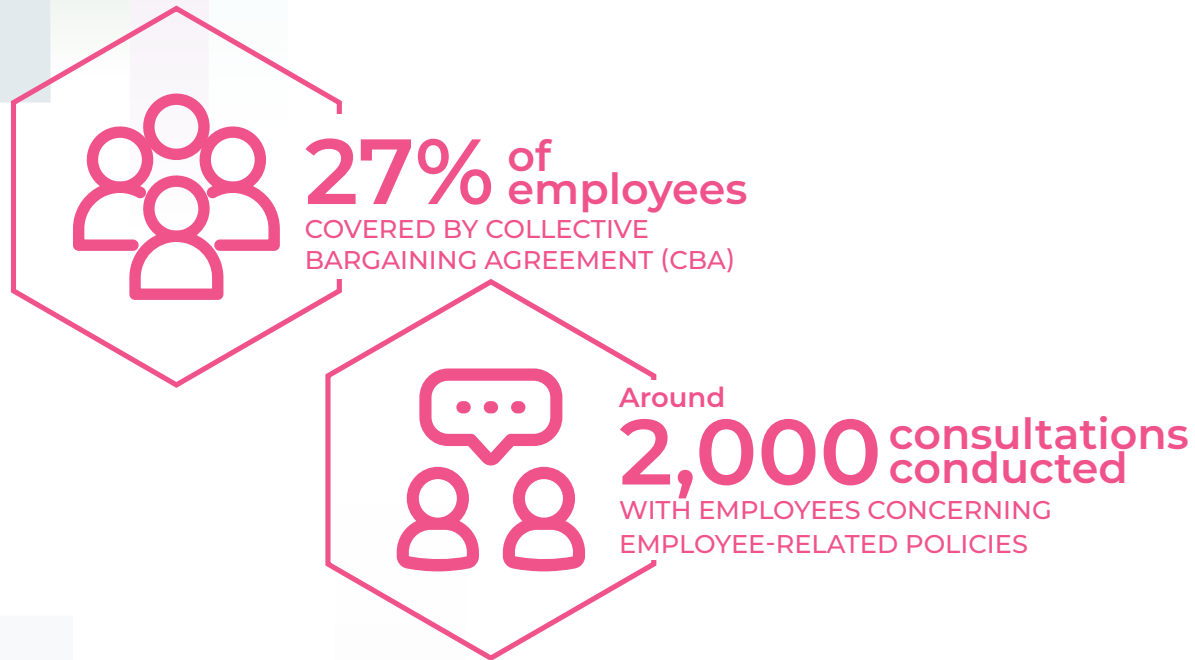 27% of
employees
COVERED BY COLLECTIVE
BARGAINING AGREEMENT (CBA)
Around
2,000 consultations
conducted
WITH EMPLOYEES CONCERNING
EMPLOYEE-RELATED POLICIES